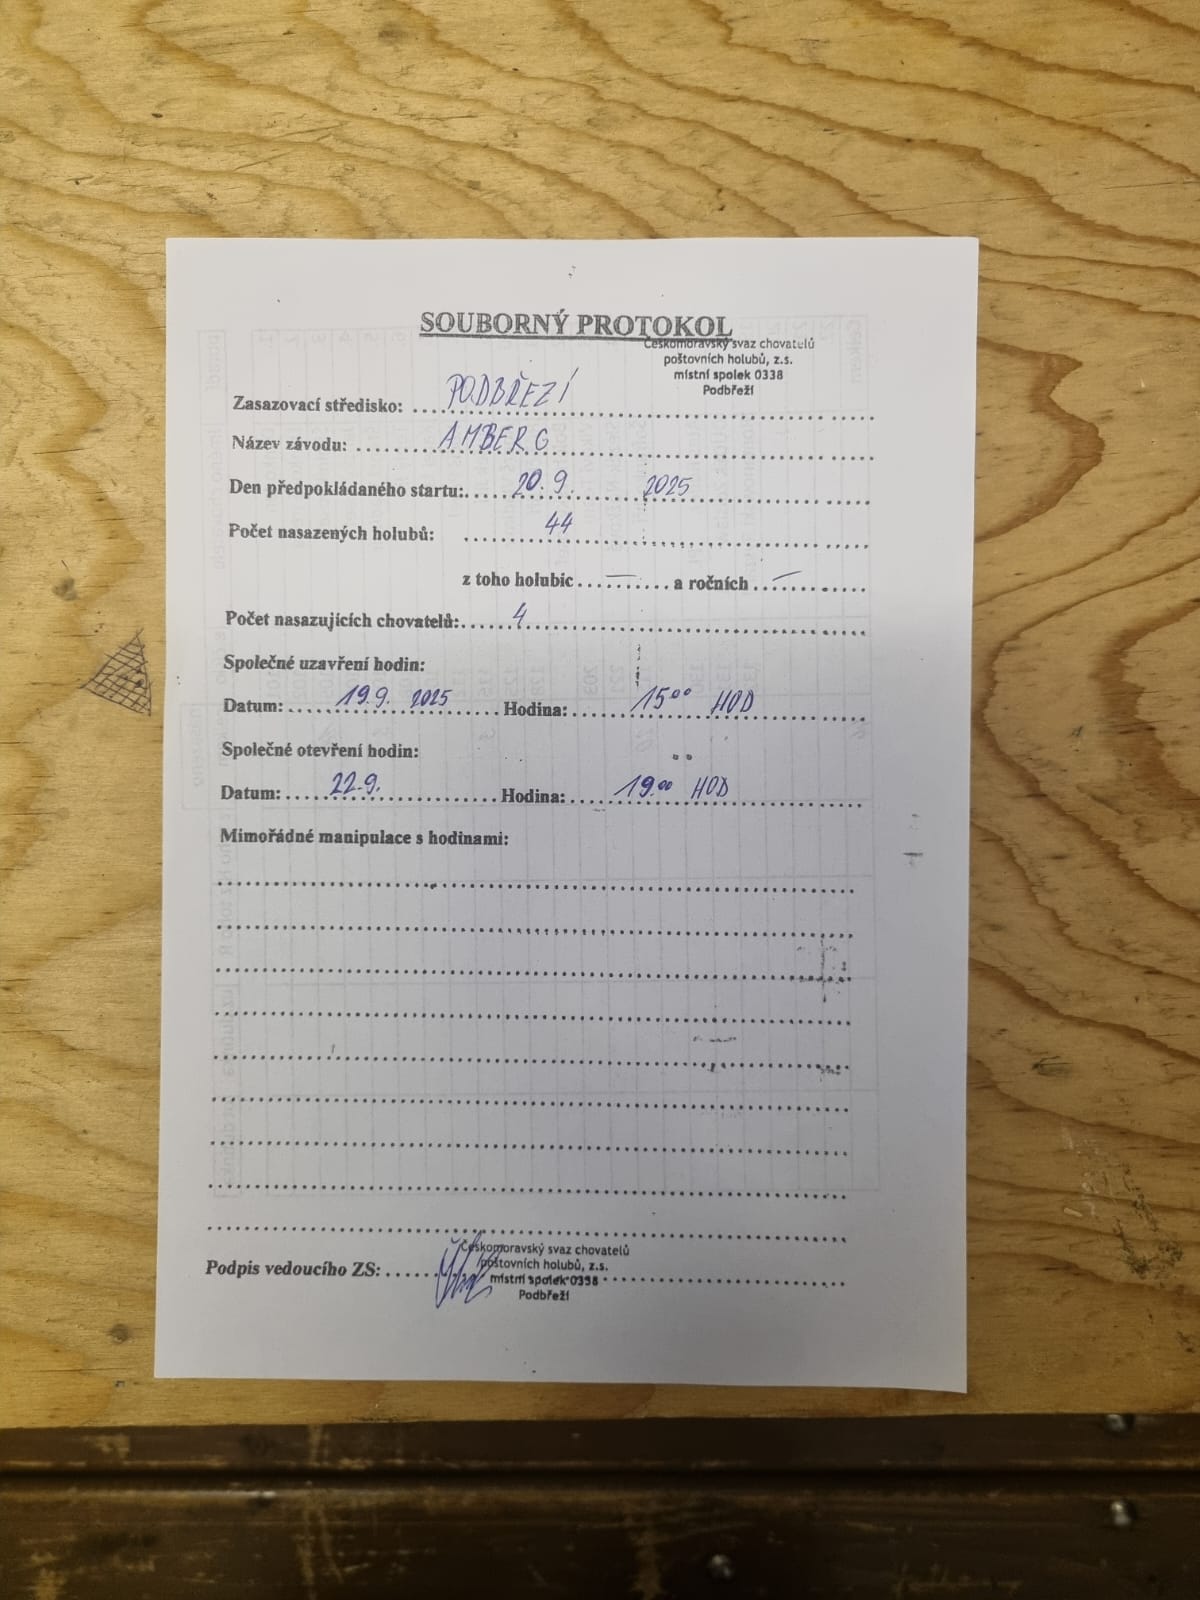 SOUBORNÝ PROTOKOL
Českomoravský svaz chovatelů
poštovních holubů, z.s.
místní spolek 0338
Podbřeží
Zasazovací středisko: PODBŘEZÍ
Název závodu: AMBERG
Den předpokládaného startu: 20.9. 2025
Počet nasazených holubů: 44
z toho holubic — a ročních —
Počet nasazujících chovatelů: 4
Společné uzavření hodin:
Datum: 19.9. 2025 Hodina: 15⁰⁰ HOD
Společné otevření hodin:
Datum: 22.9. Hodina: 19.⁰⁰ HOD
Mimořádné manipulace s hodinami:
Českomoravský svaz chovatelů
poštovních holubů, z.s.
Podpis vedoucího ZS: místní spolek 0338
Podbřeží